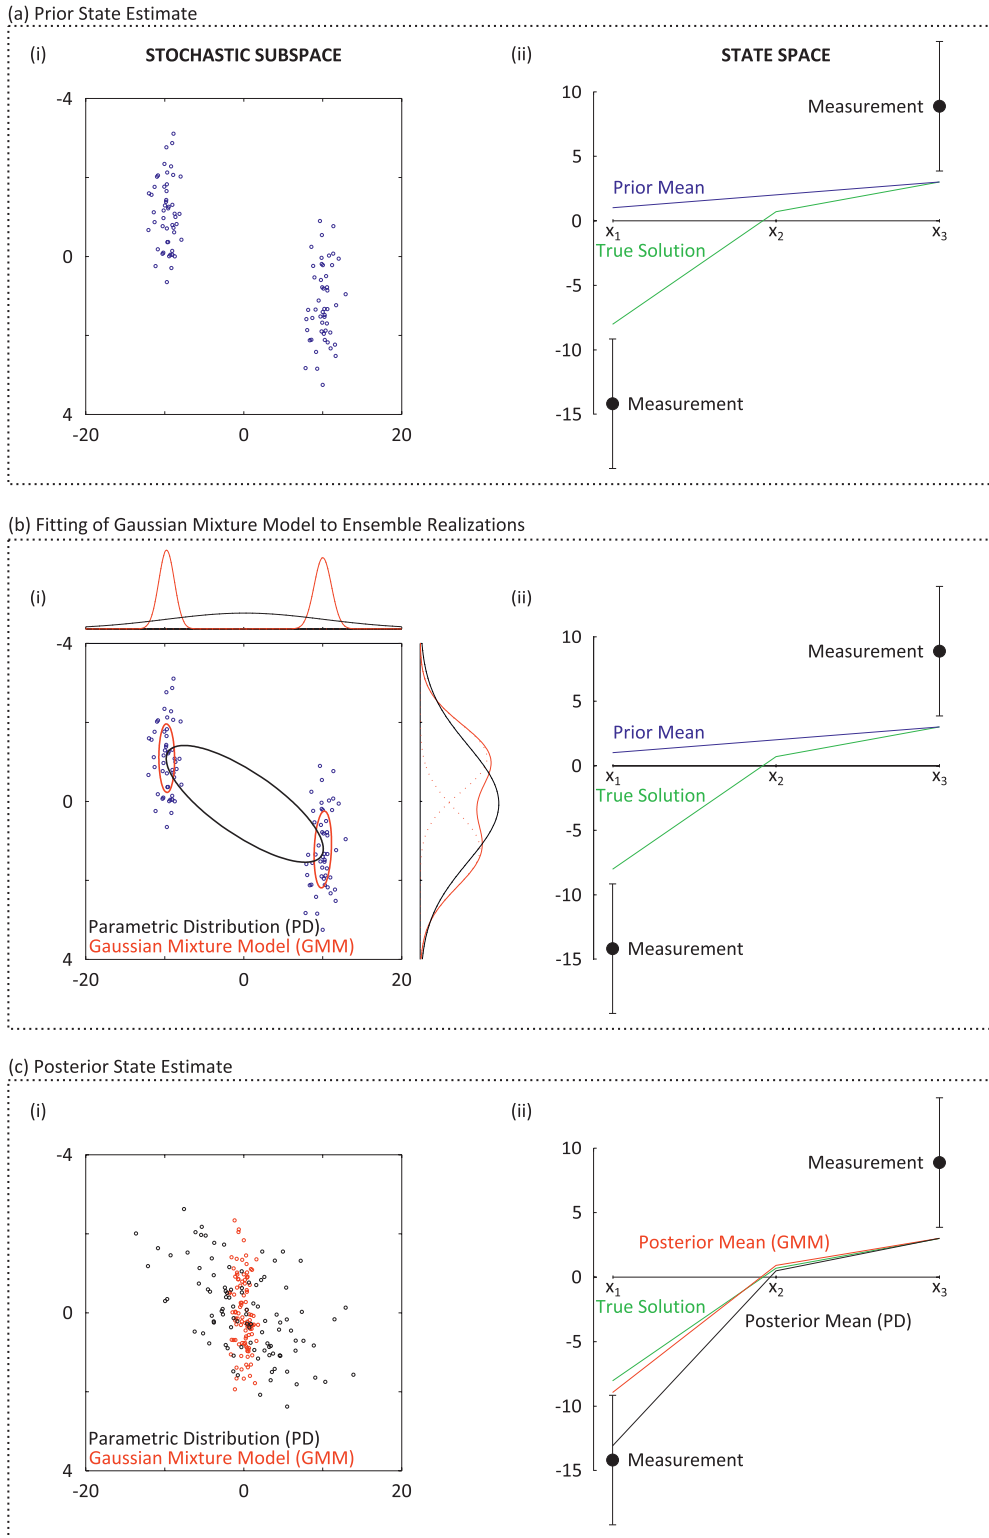 (a) Prior State Estimate
(i)
STOCHASTIC SUBSPACE
(ii)
STATE SPACE
-4
0
4
-20
0
20
10
5
0
-5
-10
-15
Measurement
Prior Mean
x1
x2
x3
True Solution
Measurement
(b) Fitting of Gaussian Mixture Model to Ensemble Realizations
(i)
(ii)
-4
0
4
Parametric Distribution (PD)
Gaussian Mixture Model (GMM)
-20
0
20
10
5
0
-5
-10
-15
Measurement
Prior Mean
x1
x2
x3
True Solution
Measurement
(c) Posterior State Estimate
(i)
(ii)
-4
0
4
Parametric Distribution (PD)
Gaussian Mixture Model (GMM)
-20
0
20
10
5
0
-5
-10
-15
Measurement
Posterior Mean (GMM)
x1
x2
x3
True Solution
Posterior Mean (PD)
Measurement